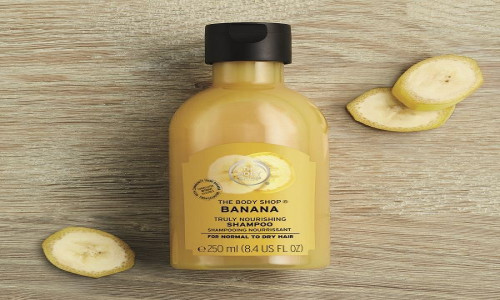 THE BODY SHOP®
BANANA
TRULY NOURISHING
SHAMPOO
SHAMPOOING NOURRISSANT
FOR NORMAL TO DRY HAIR
℮250 ml (8.4 US FL OZ)